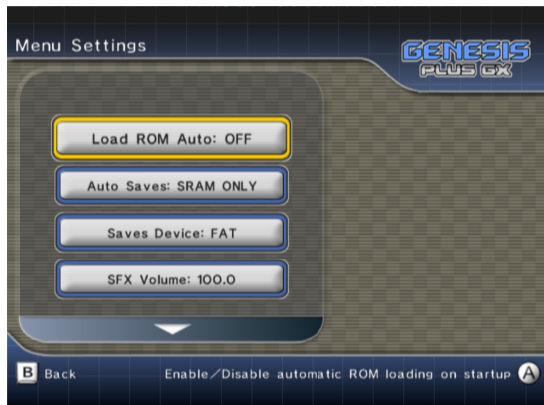 Menu Settings
GENESIS
PLUS GX
Load ROM Auto: OFF
Auto Saves: SRAM ONLY
Saves Device: FAT
SFX Volume: 100.0
B Back
Enable/Disable automatic ROM loading on startup A